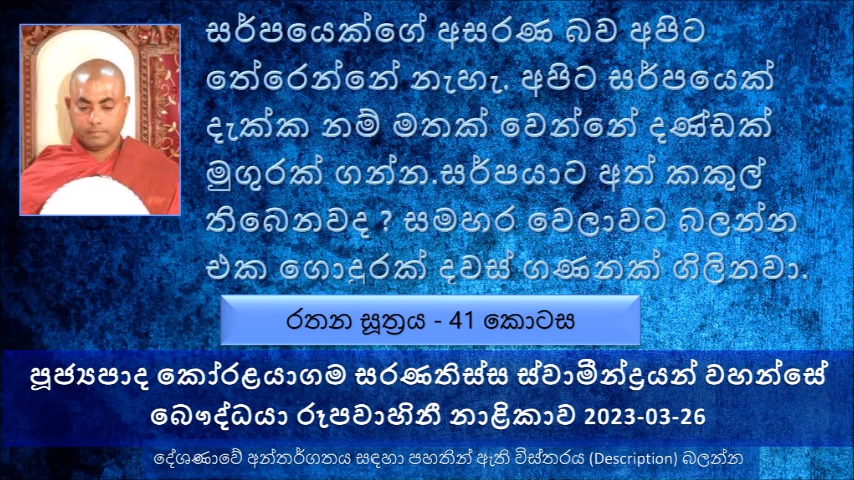 සර්පයෙක්ගේ අසරණ බව අපිට
තේරෙන්නේ නැහැ, අපිට සර්පයෙක්
දැක්ක නම් මතක් වෙන්නේ දණ්ඩක්
මුගුරක් ගන්න.සර්පයාට අත් කකුල්
තිබෙනවද ? සමහර වෙලාවට බලන්න
එක ගොදුරක් දවස් ගණනක් ගිලිනවා.
රතන සූත්‍රය - 41 කොටස
පූජ්‍යපාද කෝරළයාගම සරණතිස්ස ස්වාමීන්ද්‍රයන් වහන්සේ
බෞද්ධයා රූපවාහිනී නාළිකාව 2023-03-26
දේශණාවේ අන්තර්ගතය සඳහා පහතින් ඇති විස්තරය (Description) බලන්න